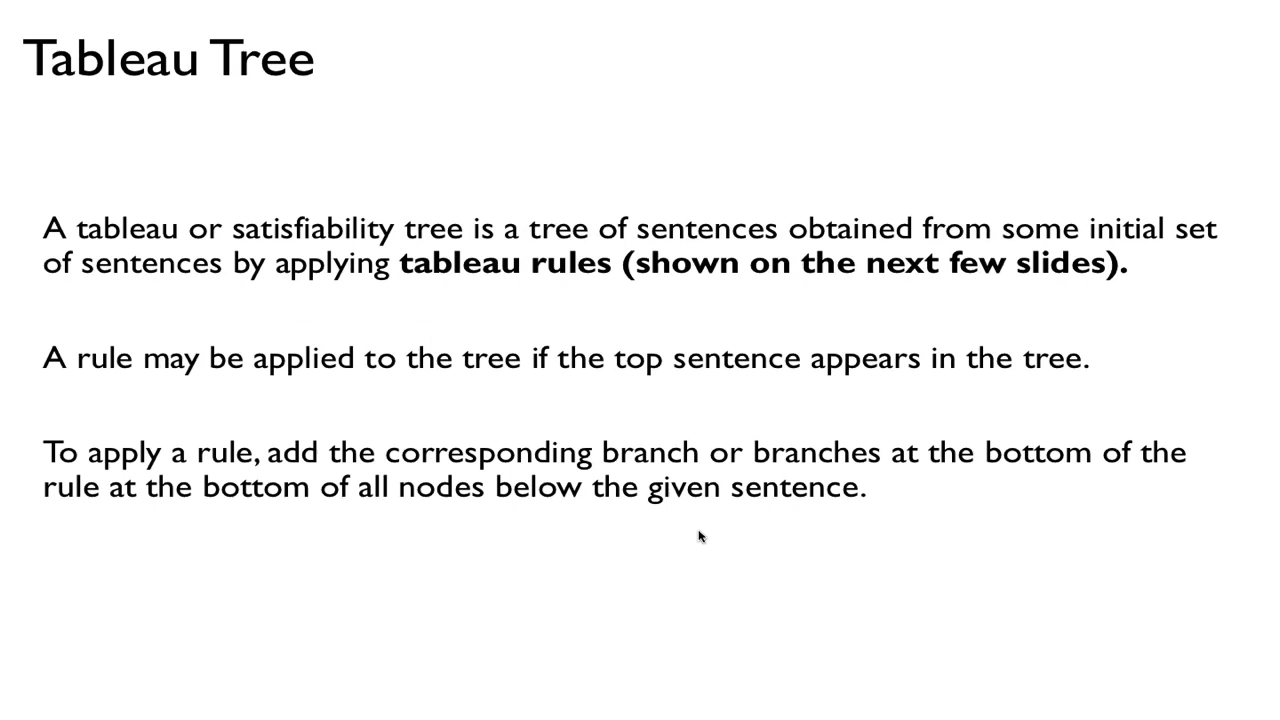 Tableau Tree
A tableau or satisfiability tree is a tree of sentences obtained from some initial set
of sentences by applying tableau rules (shown on the next few slides).
A rule may be applied to the tree if the top sentence appears in the tree.
To apply a rule, add the corresponding branch or branches at the bottom of the
rule at the bottom of all nodes below the given sentence.